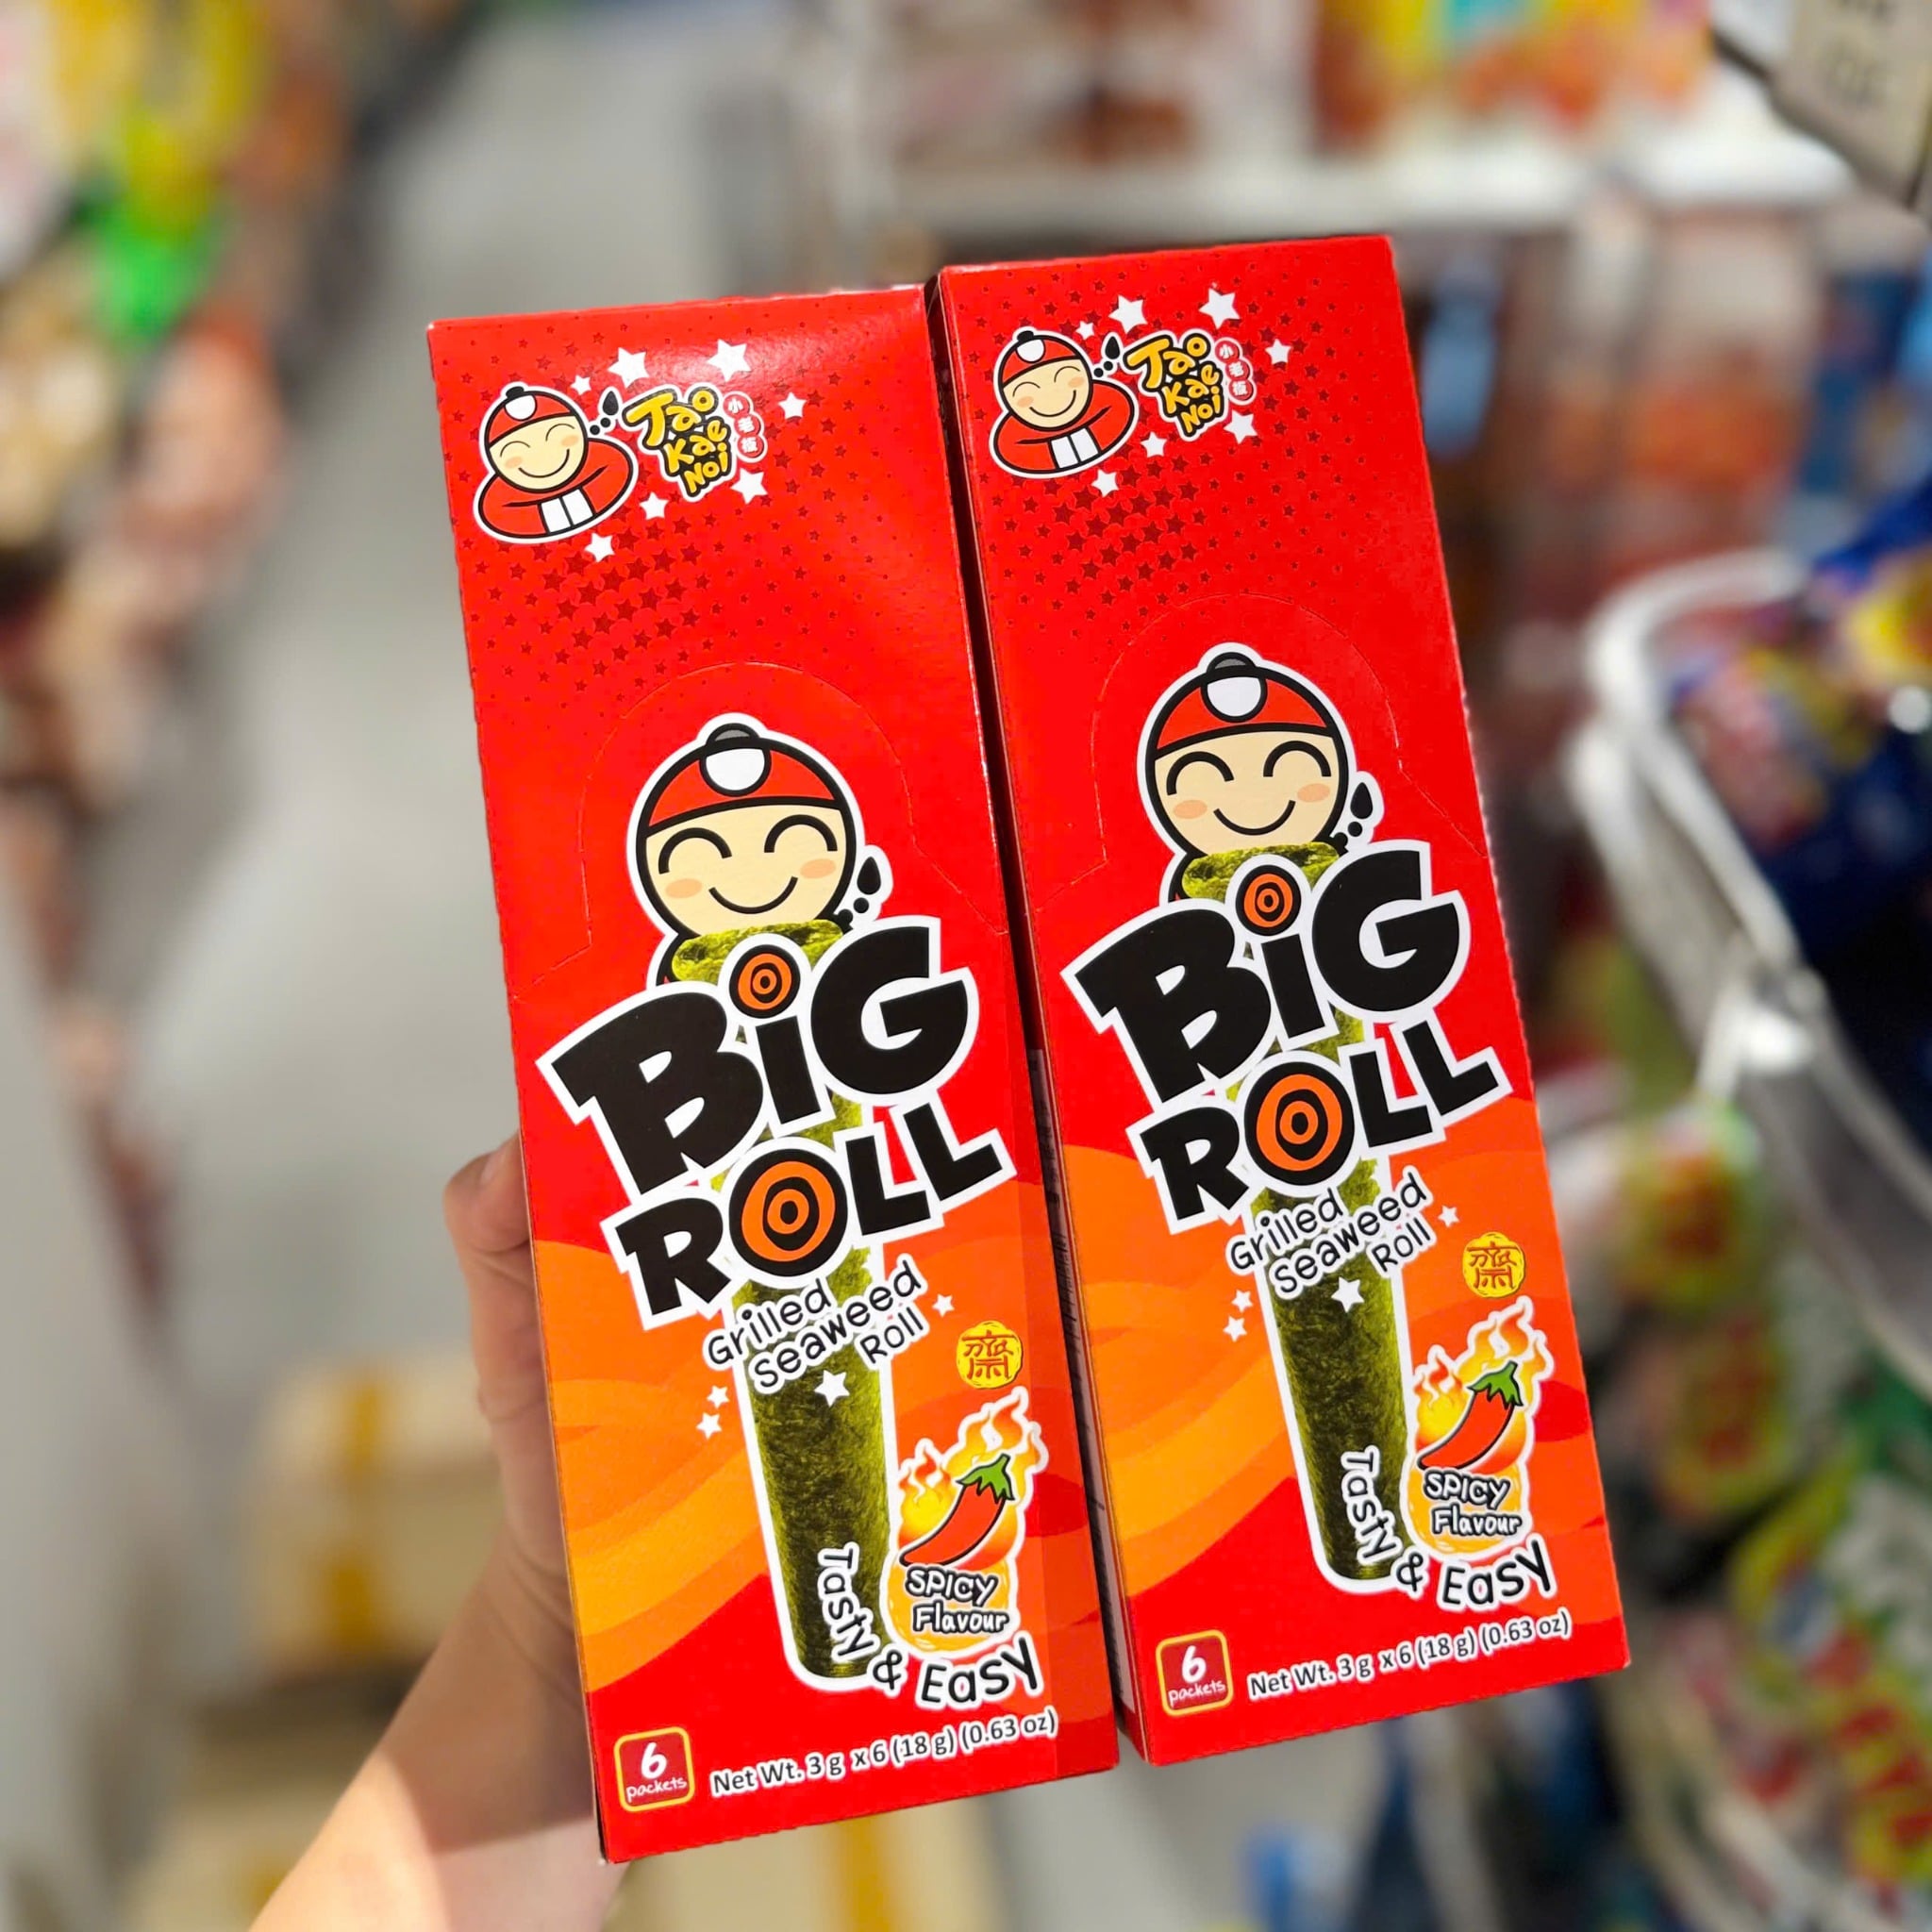 Tao
Kae
Noi
小老板
BiG
ROLL
Grilled
Seaweed
Roll
齋
SPICY
Flavour
Tasty & Easy
6
packets
Net Wt. 3 g x 6 (18 g) (0.63 oz)
Tao
Kae
Noi
小老板
BiG
ROLL
Grilled
Seaweed
Roll
齋
SPICY
Flavour
Tasty & Easy
6
packets
Net Wt. 3 g x 6 (18 g) (0.63 oz)